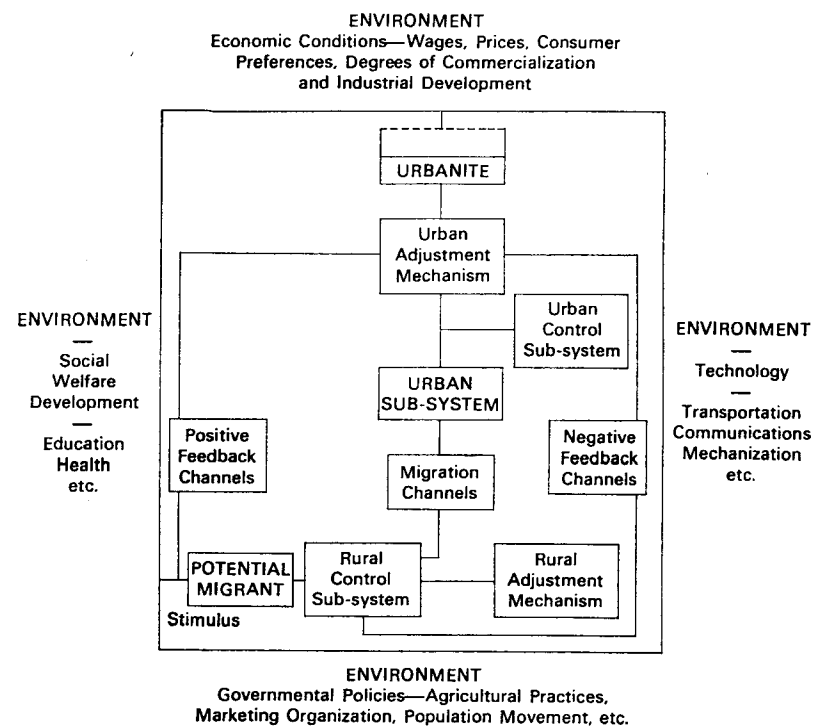 ENVIRONMENT
Economic Conditions—Wages, Prices, Consumer
Preferences, Degrees of Commercialization
and Industrial Development
URBANITE
Urban
Adjustment
Mechanism
Urban
Control
Sub-system
ENVIRONMENT
—
Social
Welfare
Development
—
Education
Health
etc.
ENVIRONMENT
—
Technology
—
Transportation
Communications
Mechanization
etc.
URBAN
SUB-SYSTEM
Positive
Feedback
Channels
Migration
Channels
Negative
Feedback
Channels
POTENTIAL
MIGRANT
Rural
Control
Sub-system
Rural
Adjustment
Mechanism
Stimulus
ENVIRONMENT
Governmental Policies—Agricultural Practices,
Marketing Organization, Population Movement, etc.